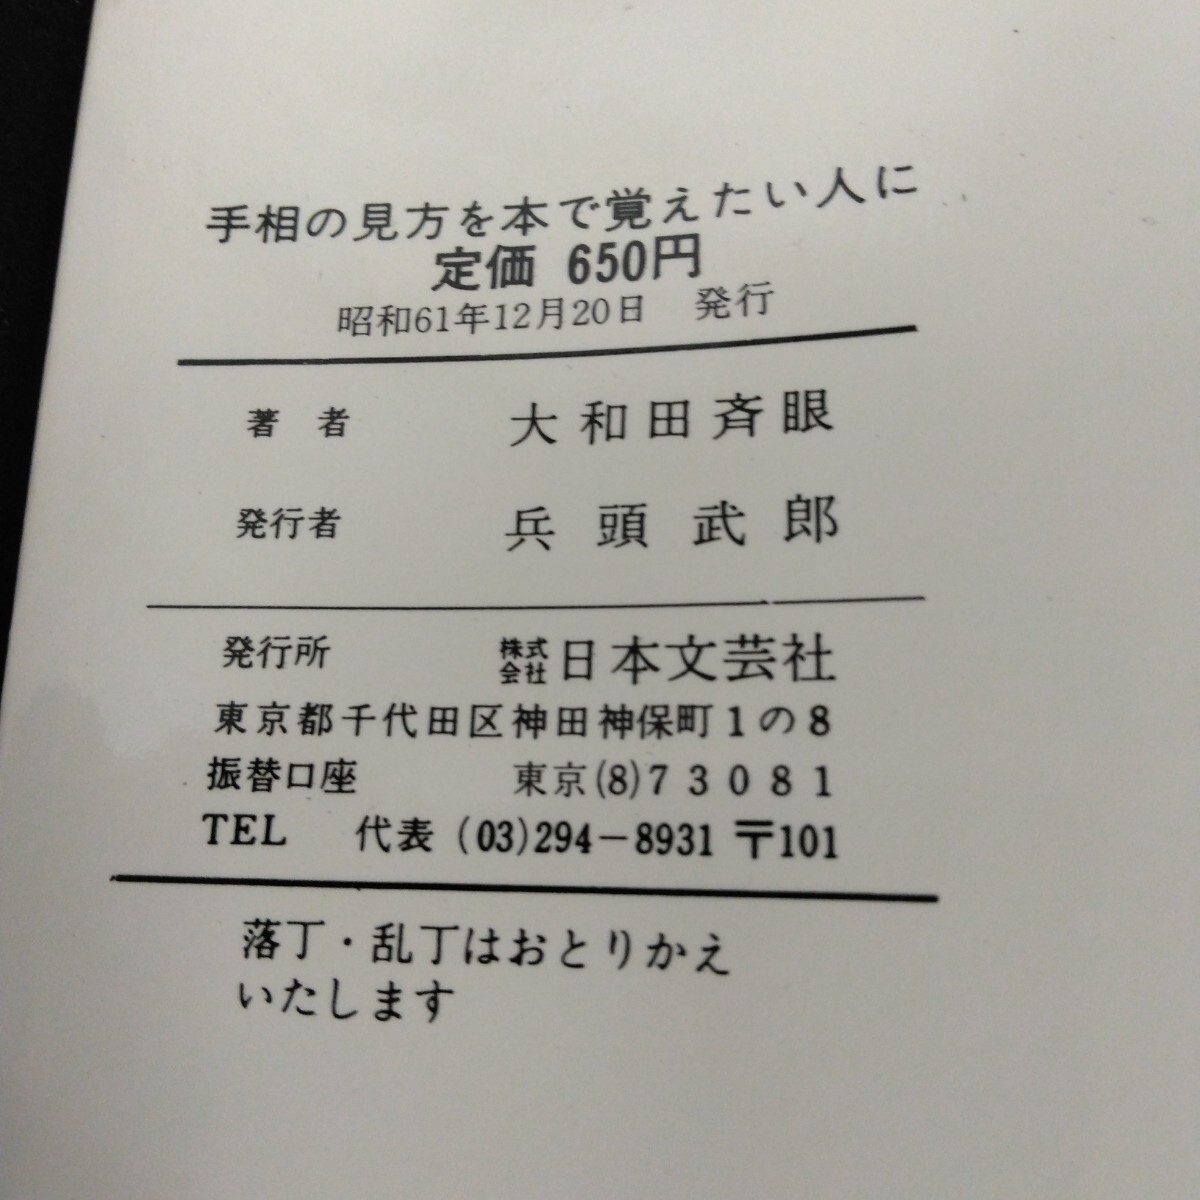 手相の見方を本で覚えたい人に
定価 650円
昭和61年12月20日 発行
著者 大和田斉眼
発行者 兵頭武郎
発行所 株式会社 日本文芸社
東京都千代田区神田神保町1の8
振替口座 東京(8)73081
TEL 代表 (03)294-8931 〒101
落丁・乱丁はおとりかえ
いたします